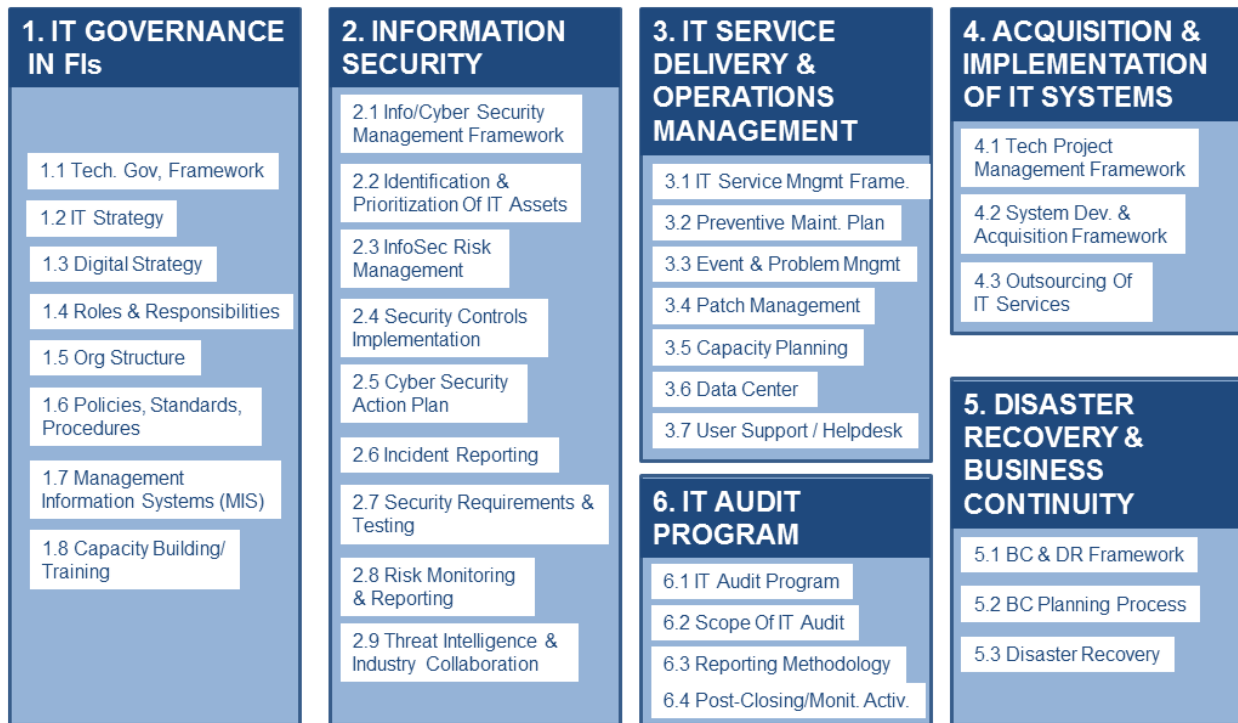 1. IT GOVERNANCE
IN FIs
1.1 Tech. Gov, Framework
1.2 IT Strategy
1.3 Digital Strategy
1.4 Roles & Responsibilities
1.5 Org Structure
1.6 Policies, Standards,
Procedures
1.7 Management
Information Systems (MIS)
1.8 Capacity Building/
Training
2. INFORMATION
SECURITY
2.1 Info/Cyber Security
Management Framework
2.2 Identification &
Prioritization Of IT Assets
2.3 InfoSec Risk
Management
2.4 Security Controls
Implementation
2.5 Cyber Security
Action Plan
2.6 Incident Reporting
2.7 Security Requirements &
Testing
2.8 Risk Monitoring
& Reporting
2.9 Threat Intelligence &
Industry Collaboration
3. IT SERVICE
DELIVERY &
OPERATIONS
MANAGEMENT
3.1 IT Service Mngmt Frame.
3.2 Preventive Maint. Plan
3.3 Event & Problem Mngmt
3.4 Patch Management
3.5 Capacity Planning
3.6 Data Center
3.7 User Support / Helpdesk
4. ACQUISITION &
IMPLEMENTATION
OF IT SYSTEMS
4.1 Tech Project
Management Framework
4.2 System Dev. &
Acquisition Framework
4.3 Outsourcing Of
IT Services
5. DISASTER
RECOVERY &
BUSINESS
CONTINUITY
5.1 BC & DR Framework
5.2 BC Planning Process
5.3 Disaster Recovery
6. IT AUDIT
PROGRAM
6.1 IT Audit Program
6.2 Scope Of IT Audit
6.3 Reporting Methodology
6.4 Post-Closing/Monit. Activ.